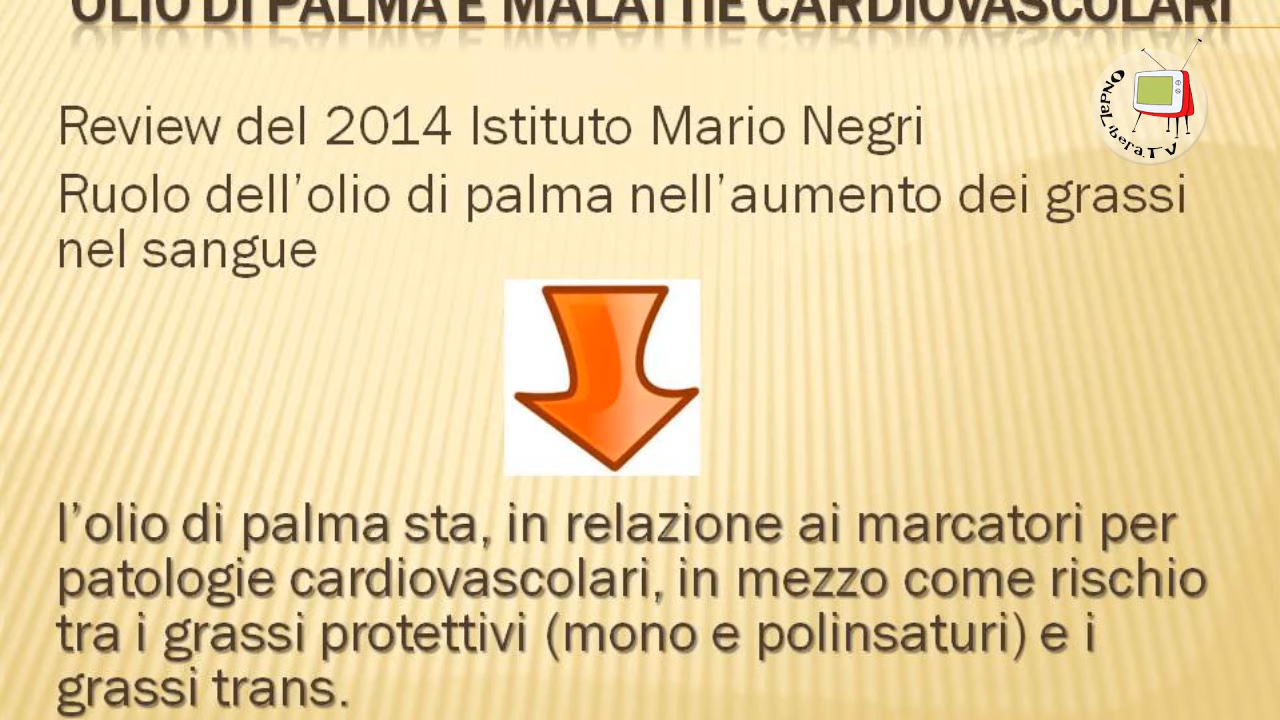 OLIO DI PALMA E MALATTIE CARDIOVASCOLARI
OndaLibera.TV
Review del 2014 Istituto Mario Negri
Ruolo dell’olio di palma nell’aumento dei grassi
nel sangue
l’olio di palma sta, in relazione ai marcatori per
patologie cardiovascolari, in mezzo come rischio
tra i grassi protettivi (mono e polinsaturi) e i
grassi trans.